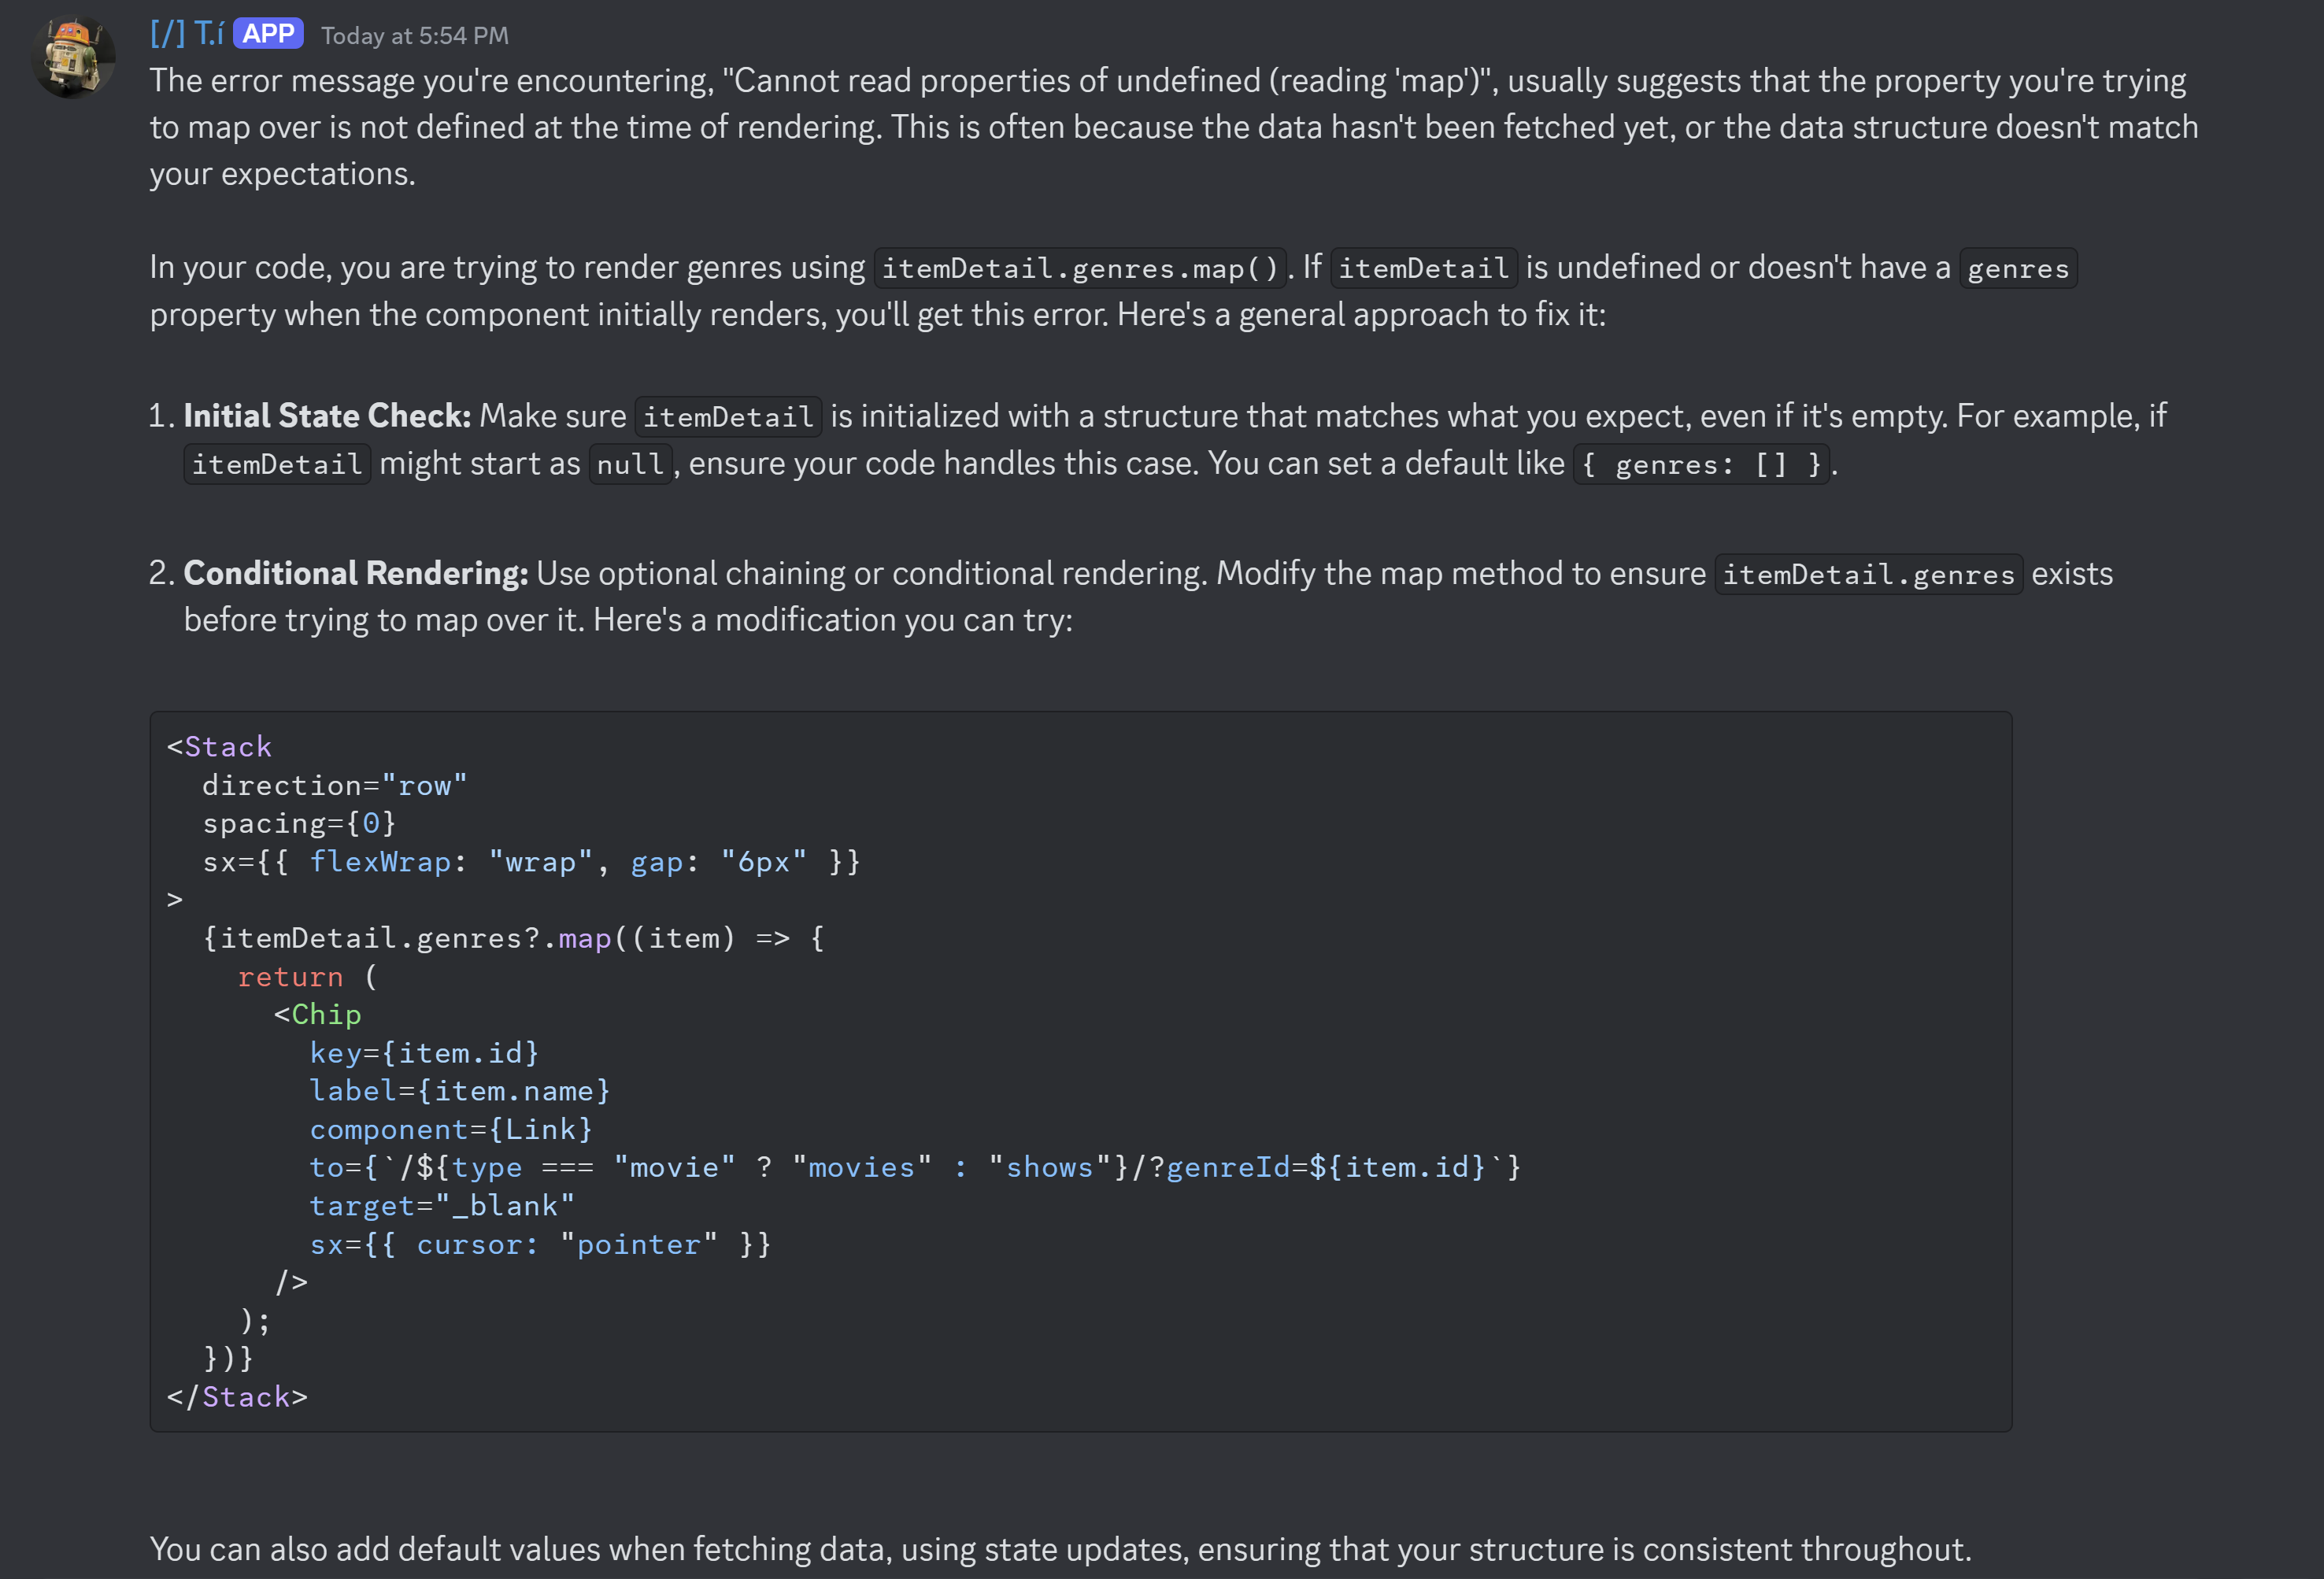 [/] T.í APP Today at 5:54 PM
The error message you're encountering, "Cannot read properties of undefined (reading 'map')", usually suggests that the property you're trying
to map over is not defined at the time of rendering. This is often because the data hasn't been fetched yet, or the data structure doesn't match
your expectations.
In your code, you are trying to render genres using itemDetail.genres.map(). If itemDetail is undefined or doesn't have a genres
property when the component initially renders, you'll get this error. Here's a general approach to fix it:
1. Initial State Check: Make sure itemDetail is initialized with a structure that matches what you expect, even if it's empty. For example, if
itemDetail might start as null, ensure your code handles this case. You can set a default like { genres: [] }.
2. Conditional Rendering: Use optional chaining or conditional rendering. Modify the map method to ensure itemDetail.genres exists
before trying to map over it. Here's a modification you can try:
<Stack
  direction="row"
  spacing={0}
  sx={{ flexWrap: "wrap", gap: "6px" }}
>
  {itemDetail.genres?.map((item) => {
    return (
      <Chip
        key={item.id}
        label={item.name}
        component={Link}
        to={`/${type === "movie" ? "movies" : "shows"}/?genreId=${item.id}`}
        target="_blank"
        sx={{ cursor: "pointer" }}
      />
    );
  })}
</Stack>
You can also add default values when fetching data, using state updates, ensuring that your structure is consistent throughout.